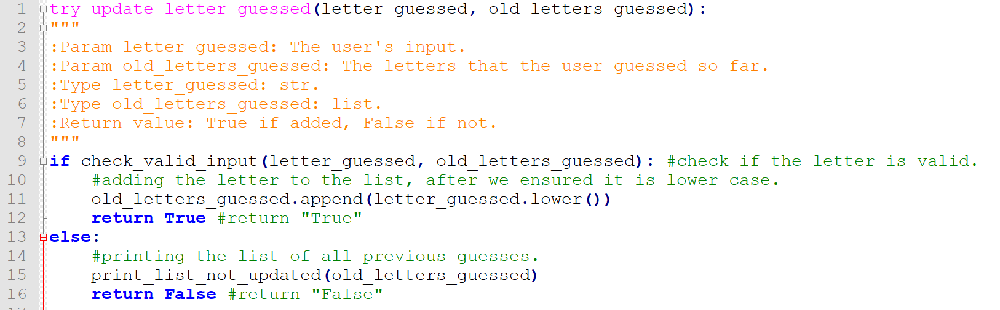 1 try_update_letter_guessed(letter_guessed, old_letters_guessed):
2 """
3 :Param letter_guessed: The user's input.
4 :Param old_letters_guessed: The letters that the user guessed so far.
5 :Type letter_guessed: str.
6 :Type old_letters_guessed: list.
7 :Return value: True if added, False if not.
8 """
9 if check_valid_input(letter_guessed, old_letters_guessed): #check if the letter is valid.
10     #adding the letter to the list, after we ensured it is lower case.
11     old_letters_guessed.append(letter_guessed.lower())
12     return True #return "True"
13 else:
14     #printing the list of all previous guesses.
15     print_list_not_updated(old_letters_guessed)
16     return False #return "False"